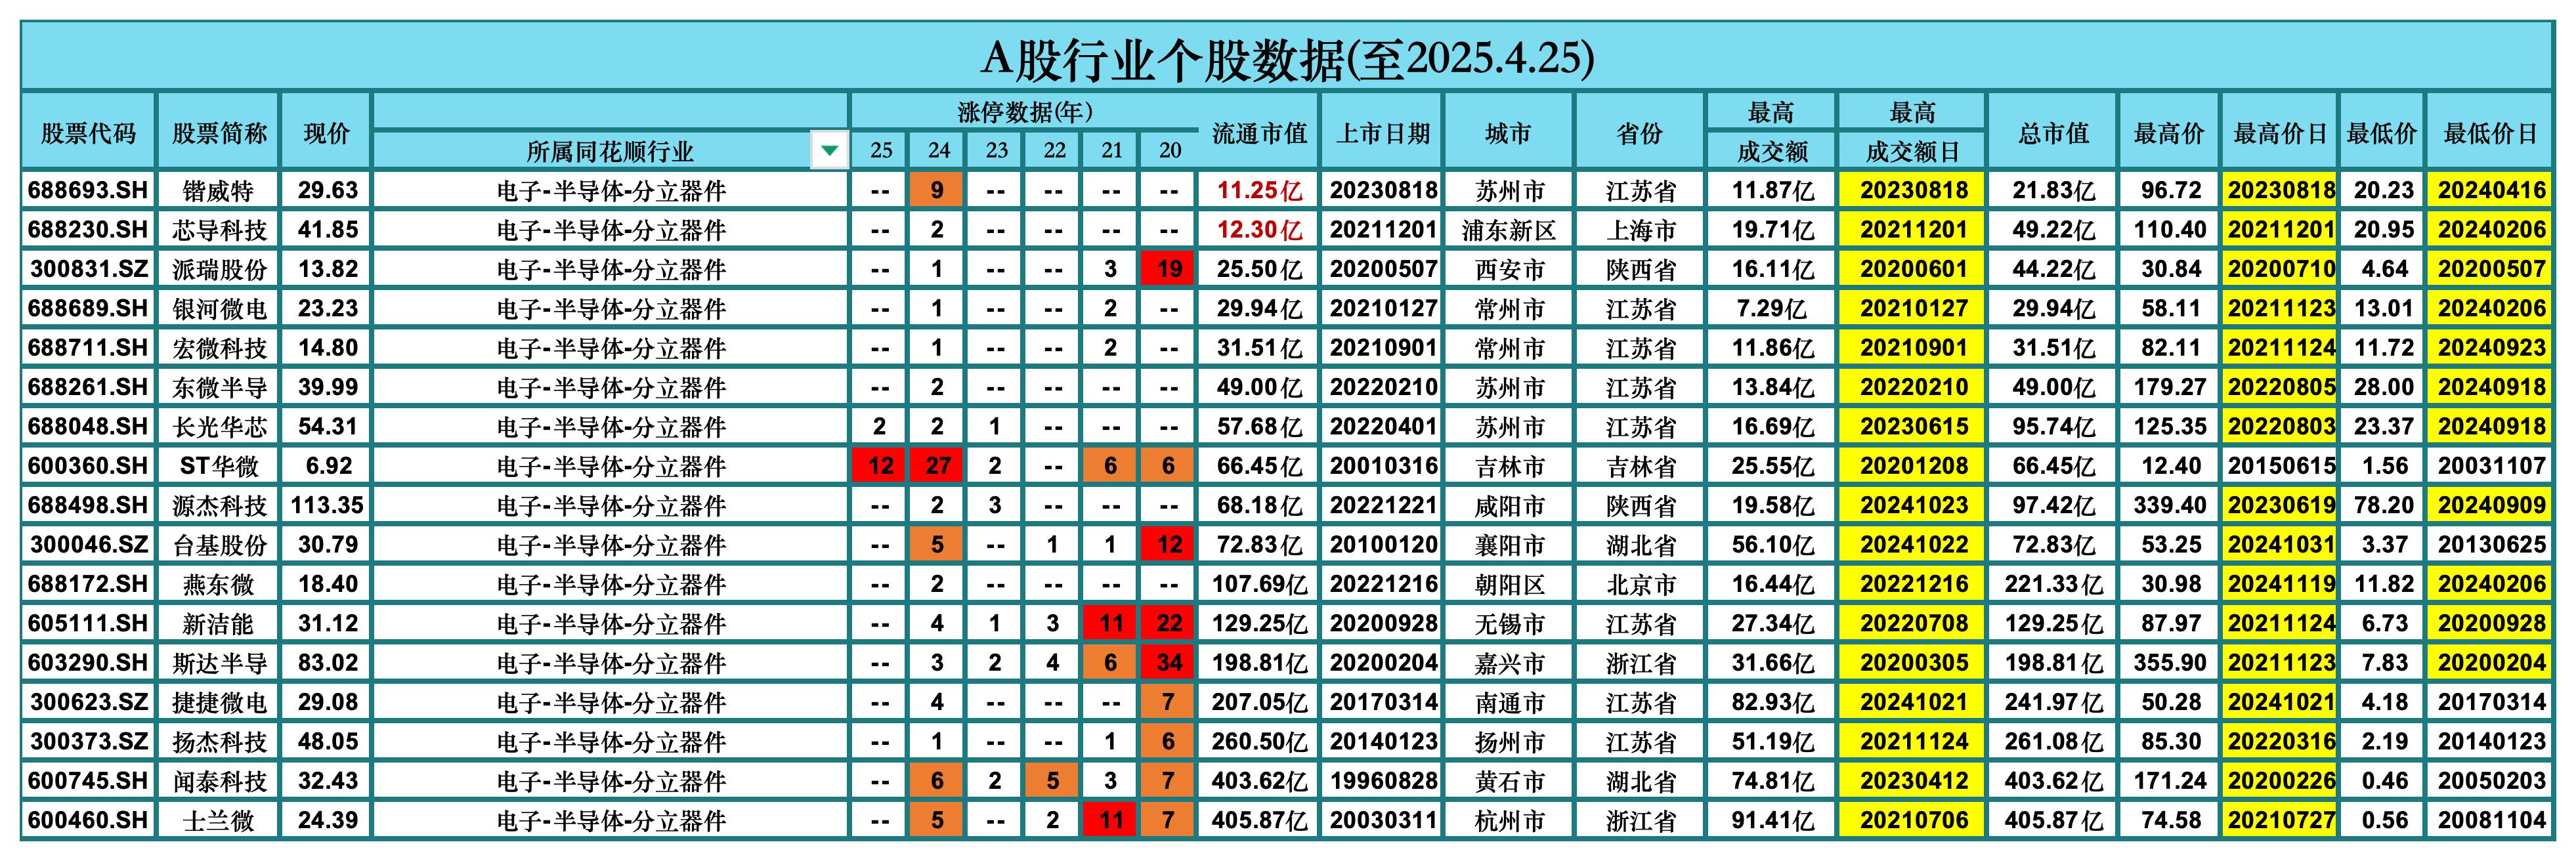 A股行业个股数据(至2025.4.25)
股票代码 股票简称 现价 所属同花顺行业 涨停数据(年) 流通市值 上市日期 城市 省份 最高 最高 总市值 最高价 最高价日 最低价 最低价日
25 24 23 22 21 20 成交额 成交额日
688693.SH 锴威特 29.63 电子-半导体-分立器件 -- 9 -- -- -- -- 11.25亿 20230818 苏州市 江苏省 11.87亿 20230818 21.83亿 96.72 20230818 20.23 20240416
688230.SH 芯导科技 41.85 电子-半导体-分立器件 -- 2 -- -- -- -- 12.30亿 20211201 浦东新区 上海市 19.71亿 20211201 49.22亿 110.40 20211201 20.95 20240206
300831.SZ 派瑞股份 13.82 电子-半导体-分立器件 -- 1 -- -- 3 19 25.50亿 20200507 西安市 陕西省 16.11亿 20200601 44.22亿 30.84 20200710 4.64 20200507
688689.SH 银河微电 23.23 电子-半导体-分立器件 -- 1 -- -- 2 -- 29.94亿 20210127 常州市 江苏省 7.29亿 20210127 29.94亿 58.11 20211123 13.01 20240206
688711.SH 宏微科技 14.80 电子-半导体-分立器件 -- 1 -- -- 2 -- 31.51亿 20210901 常州市 江苏省 11.86亿 20210901 31.51亿 82.11 20211124 11.72 20240923
688261.SH 东微半导 39.99 电子-半导体-分立器件 -- 2 -- -- -- -- 49.00亿 20220210 苏州市 江苏省 13.84亿 20220210 49.00亿 179.27 20220805 28.00 20240918
688048.SH 长光华芯 54.31 电子-半导体-分立器件 2 2 1 -- -- -- 57.68亿 20220401 苏州市 江苏省 16.69亿 20230615 95.74亿 125.35 20220803 23.37 20240918
600360.SH ST华微 6.92 电子-半导体-分立器件 12 27 2 -- 6 6 66.45亿 20010316 吉林市 吉林省 25.55亿 20201208 66.45亿 12.40 20150615 1.56 20031107
688498.SH 源杰科技 113.35 电子-半导体-分立器件 -- 2 3 -- -- -- 68.18亿 20221221 咸阳市 陕西省 19.58亿 20241023 97.42亿 339.40 20230619 78.20 20240909
300046.SZ 台基股份 30.79 电子-半导体-分立器件 -- 5 -- 1 1 12 72.83亿 20100120 襄阳市 湖北省 56.10亿 20241022 72.83亿 53.25 20241031 3.37 20130625
688172.SH 燕东微 18.40 电子-半导体-分立器件 -- 2 -- -- -- -- 107.69亿 20221216 朝阳区 北京市 16.44亿 20221216 221.33亿 30.98 20241119 11.82 20240206
605111.SH 新洁能 31.12 电子-半导体-分立器件 -- 4 1 3 11 22 129.25亿 20200928 无锡市 江苏省 27.34亿 20220708 129.25亿 87.97 20211124 6.73 20200928
603290.SH 斯达半导 83.02 电子-半导体-分立器件 -- 3 2 4 6 34 198.81亿 20200204 嘉兴市 浙江省 31.66亿 20200305 198.81亿 355.90 20211123 7.83 20200204
300623.SZ 捷捷微电 29.08 电子-半导体-分立器件 -- 4 -- -- -- 7 207.05亿 20170314 南通市 江苏省 82.93亿 20241021 241.97亿 50.28 20241021 4.18 20170314
300373.SZ 扬杰科技 48.05 电子-半导体-分立器件 -- 1 -- -- 1 6 260.50亿 20140123 扬州市 江苏省 51.19亿 20211124 261.08亿 85.30 20220316 2.19 20140123
600745.SH 闻泰科技 32.43 电子-半导体-分立器件 -- 6 2 5 3 7 403.62亿 19960828 黄石市 湖北省 74.81亿 20230412 403.62亿 171.24 20200226 0.46 20050203
600460.SH 士兰微 24.39 电子-半导体-分立器件 -- 5 -- 2 11 7 405.87亿 20030311 杭州市 浙江省 91.41亿 20210706 405.87亿 74.58 20210727 0.56 20081104